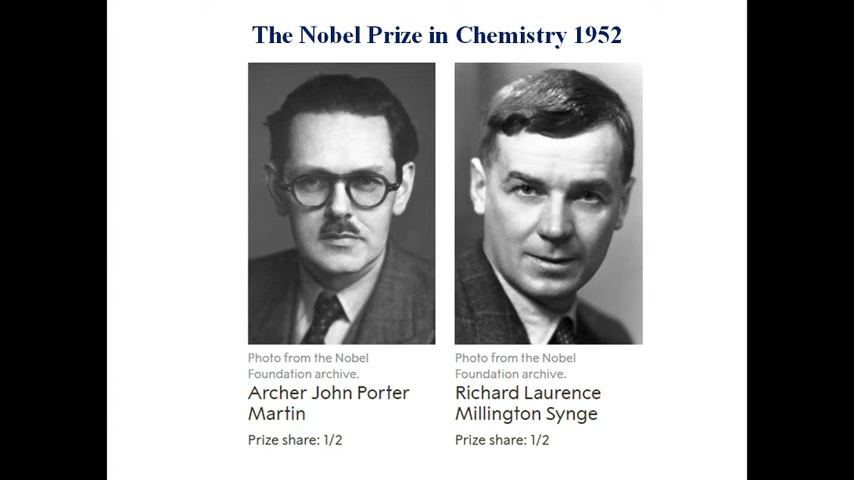 The Nobel Prize in Chemistry 1952
Photo from the Nobel
Foundation archive.
Archer John Porter
Martin
Prize share: 1/2
Photo from the Nobel
Foundation archive.
Richard Laurence
Millington Synge
Prize share: 1/2